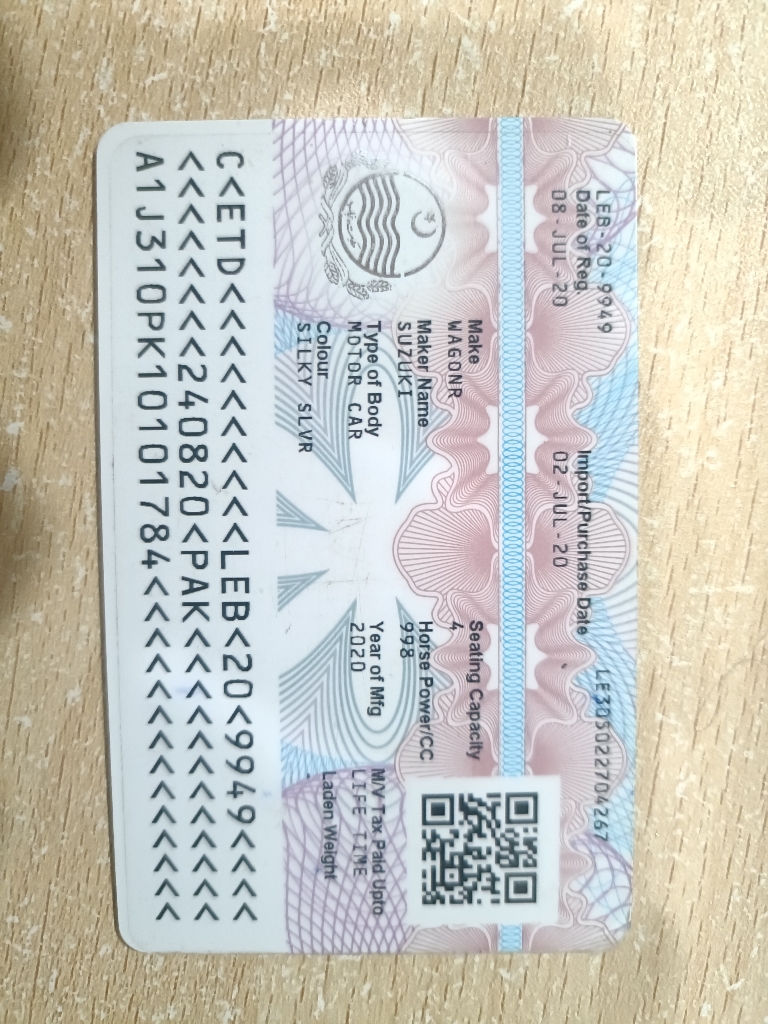 LEB-20-9949
LE305022704267
Date of Reg.
Import/Purchase Date
08-JUL-20
02-JUL-20
Make
Seating Capacity
WAGONR
4
Maker Name
Horse Power/CC
SUZUKI
998
Type of Body
Year of Mfg
M/V Tax Paid Upto
MOTOR CAR
2020
LIFE TIME
Colour
Laden Weight
SILKY SLVR
C<ETD<<<<<<<<<<<LEB<20<9949<<<<
<<<<<<<<240820<PAK<<<<<<<<<<<<<
A1J310PK10101784<<<<<<<<<<<<<<<